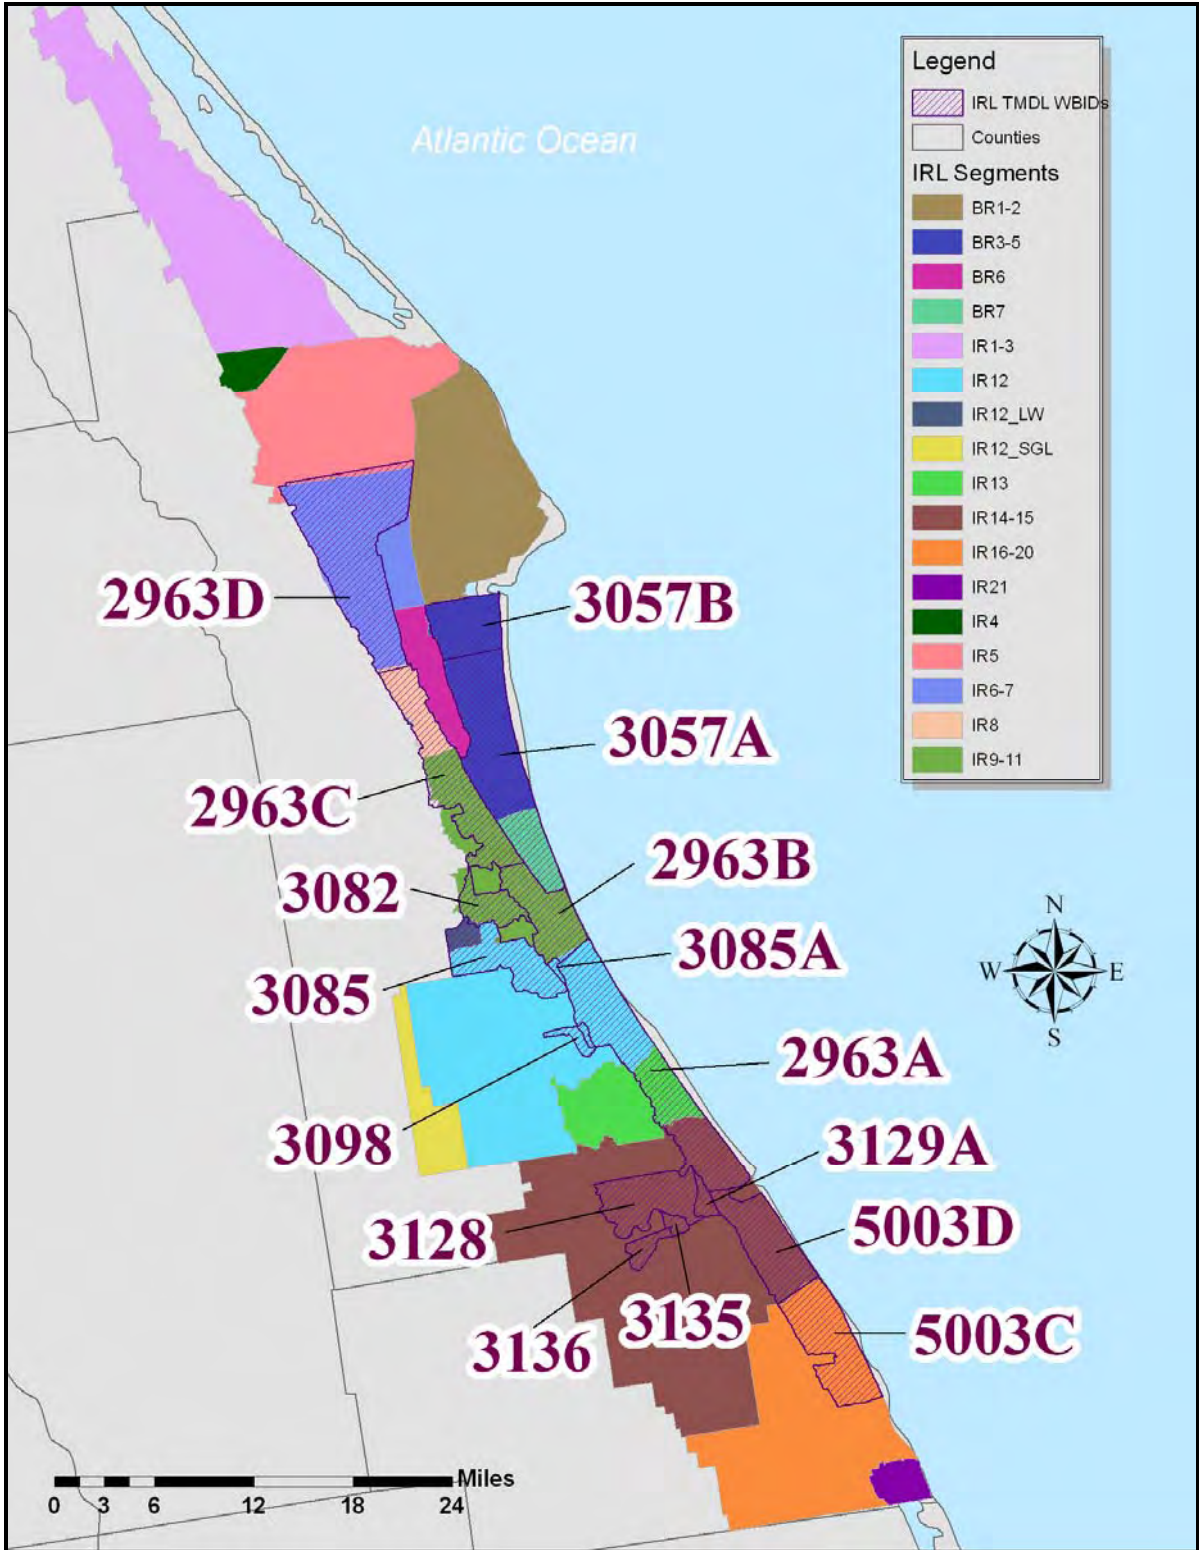 Legend
IRL TMDL WBIDs
Counties
IRL Segments
BR1-2
BR3-5
BR6
BR7
IR1-3
IR12
IR12_LW
IR12_SGL
IR13
IR14-15
IR16-20
IR21
IR4
IR5
IR6-7
IR8
IR9-11
Atlantic Ocean
2963D
3057B
3057A
2963C
2963B
3082
3085A
3085
2963A
3098
3129A
3128
5003D
3135
5003C
3136
N
W E
S
Miles
0 3 6 12 18 24